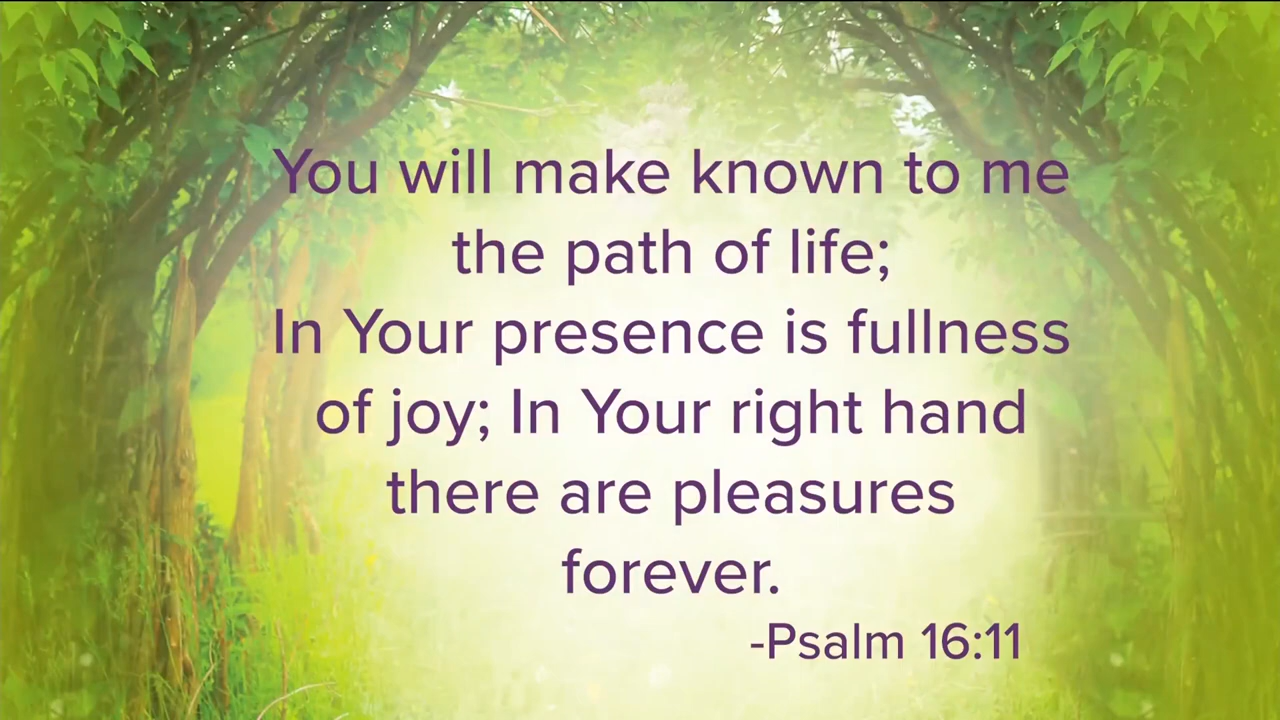 You will make known to me
the path of life;
In Your presence is fullness
of joy; In Your right hand
there are pleasures
forever.
-Psalm 16:11